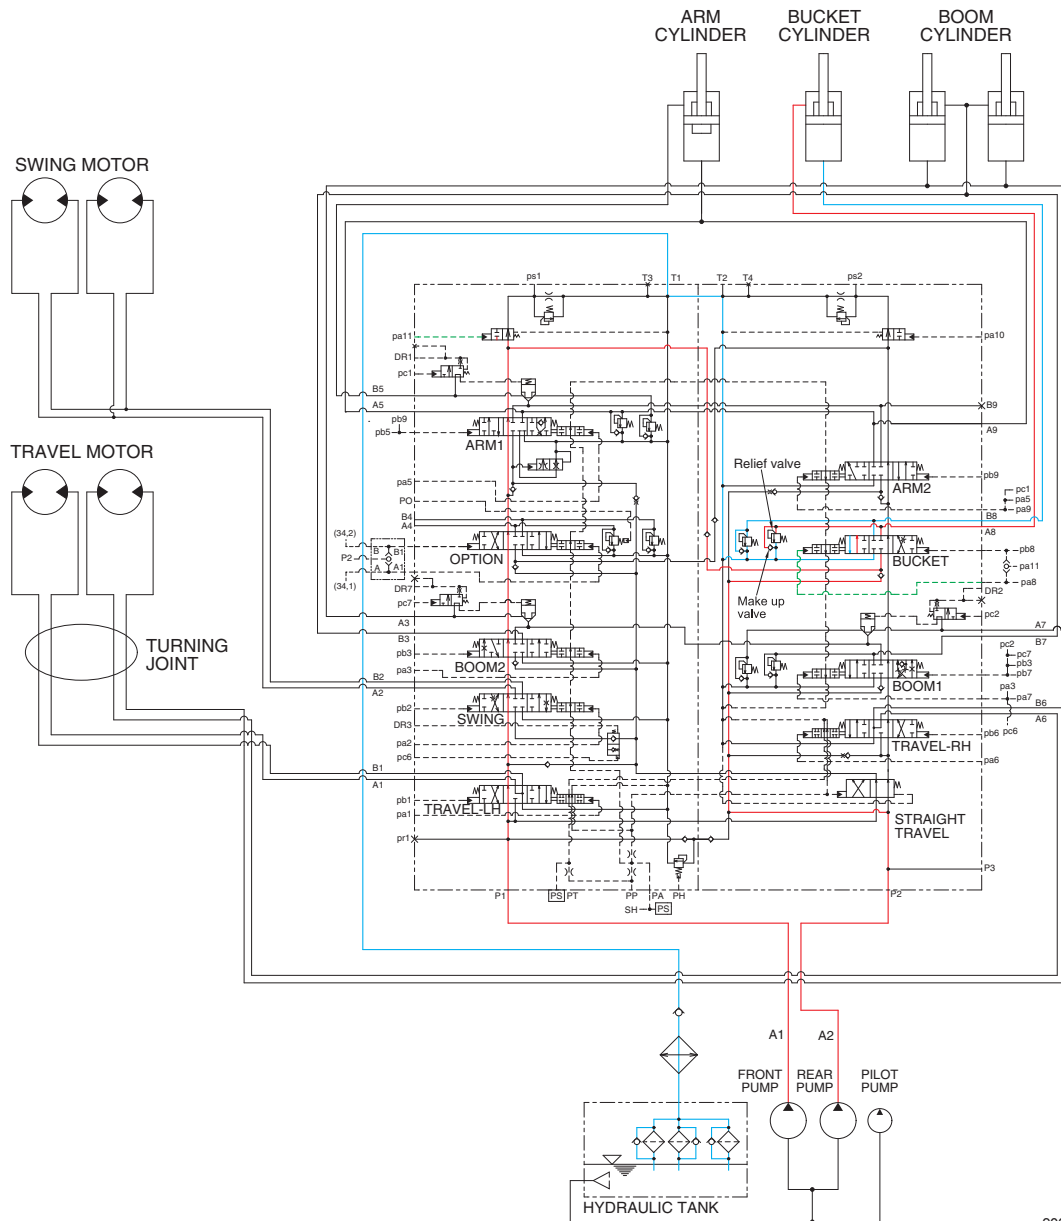 ARM
CYLINDER
BUCKET
CYLINDER
BOOM
CYLINDER
SWING MOTOR
TRAVEL MOTOR
TURNING
JOINT
ps1
T3
T1
T2
T4
ps2
pa11
DR1
pc1
B5
A5
pb9
pb5
ARM1
pa5
PO
B4
A4
(34,2)
B
B1
P2
A
A1
(34,1)
OPTION
DR7
pc7
A3
B3
pb3
BOOM2
pa3
B2
A2
pb2
SWING
DR3
pa2
pc6
B1
A1
pb1
TRAVEL-LH
pa1
pr1
pa10
B9
A9
Relief valve
ARM2
pb9
pc1
pa5
pa9
B8
A8
BUCKET
pb8
pa11
pa8
Make up
valve
DR2
pc2
A7
B7
pc2
pc7
pb3
pb7
BOOM1
pa3
pa7
B6
A6
pc6
TRAVEL-RH
pb6
pa6
STRAIGHT
TRAVEL
P3
P1
PS
PT
PP
PA
PH
P2
SH
PS
A1
A2
FRONT
PUMP
REAR
PUMP
PILOT
PUMP
HYDRAULIC TANK